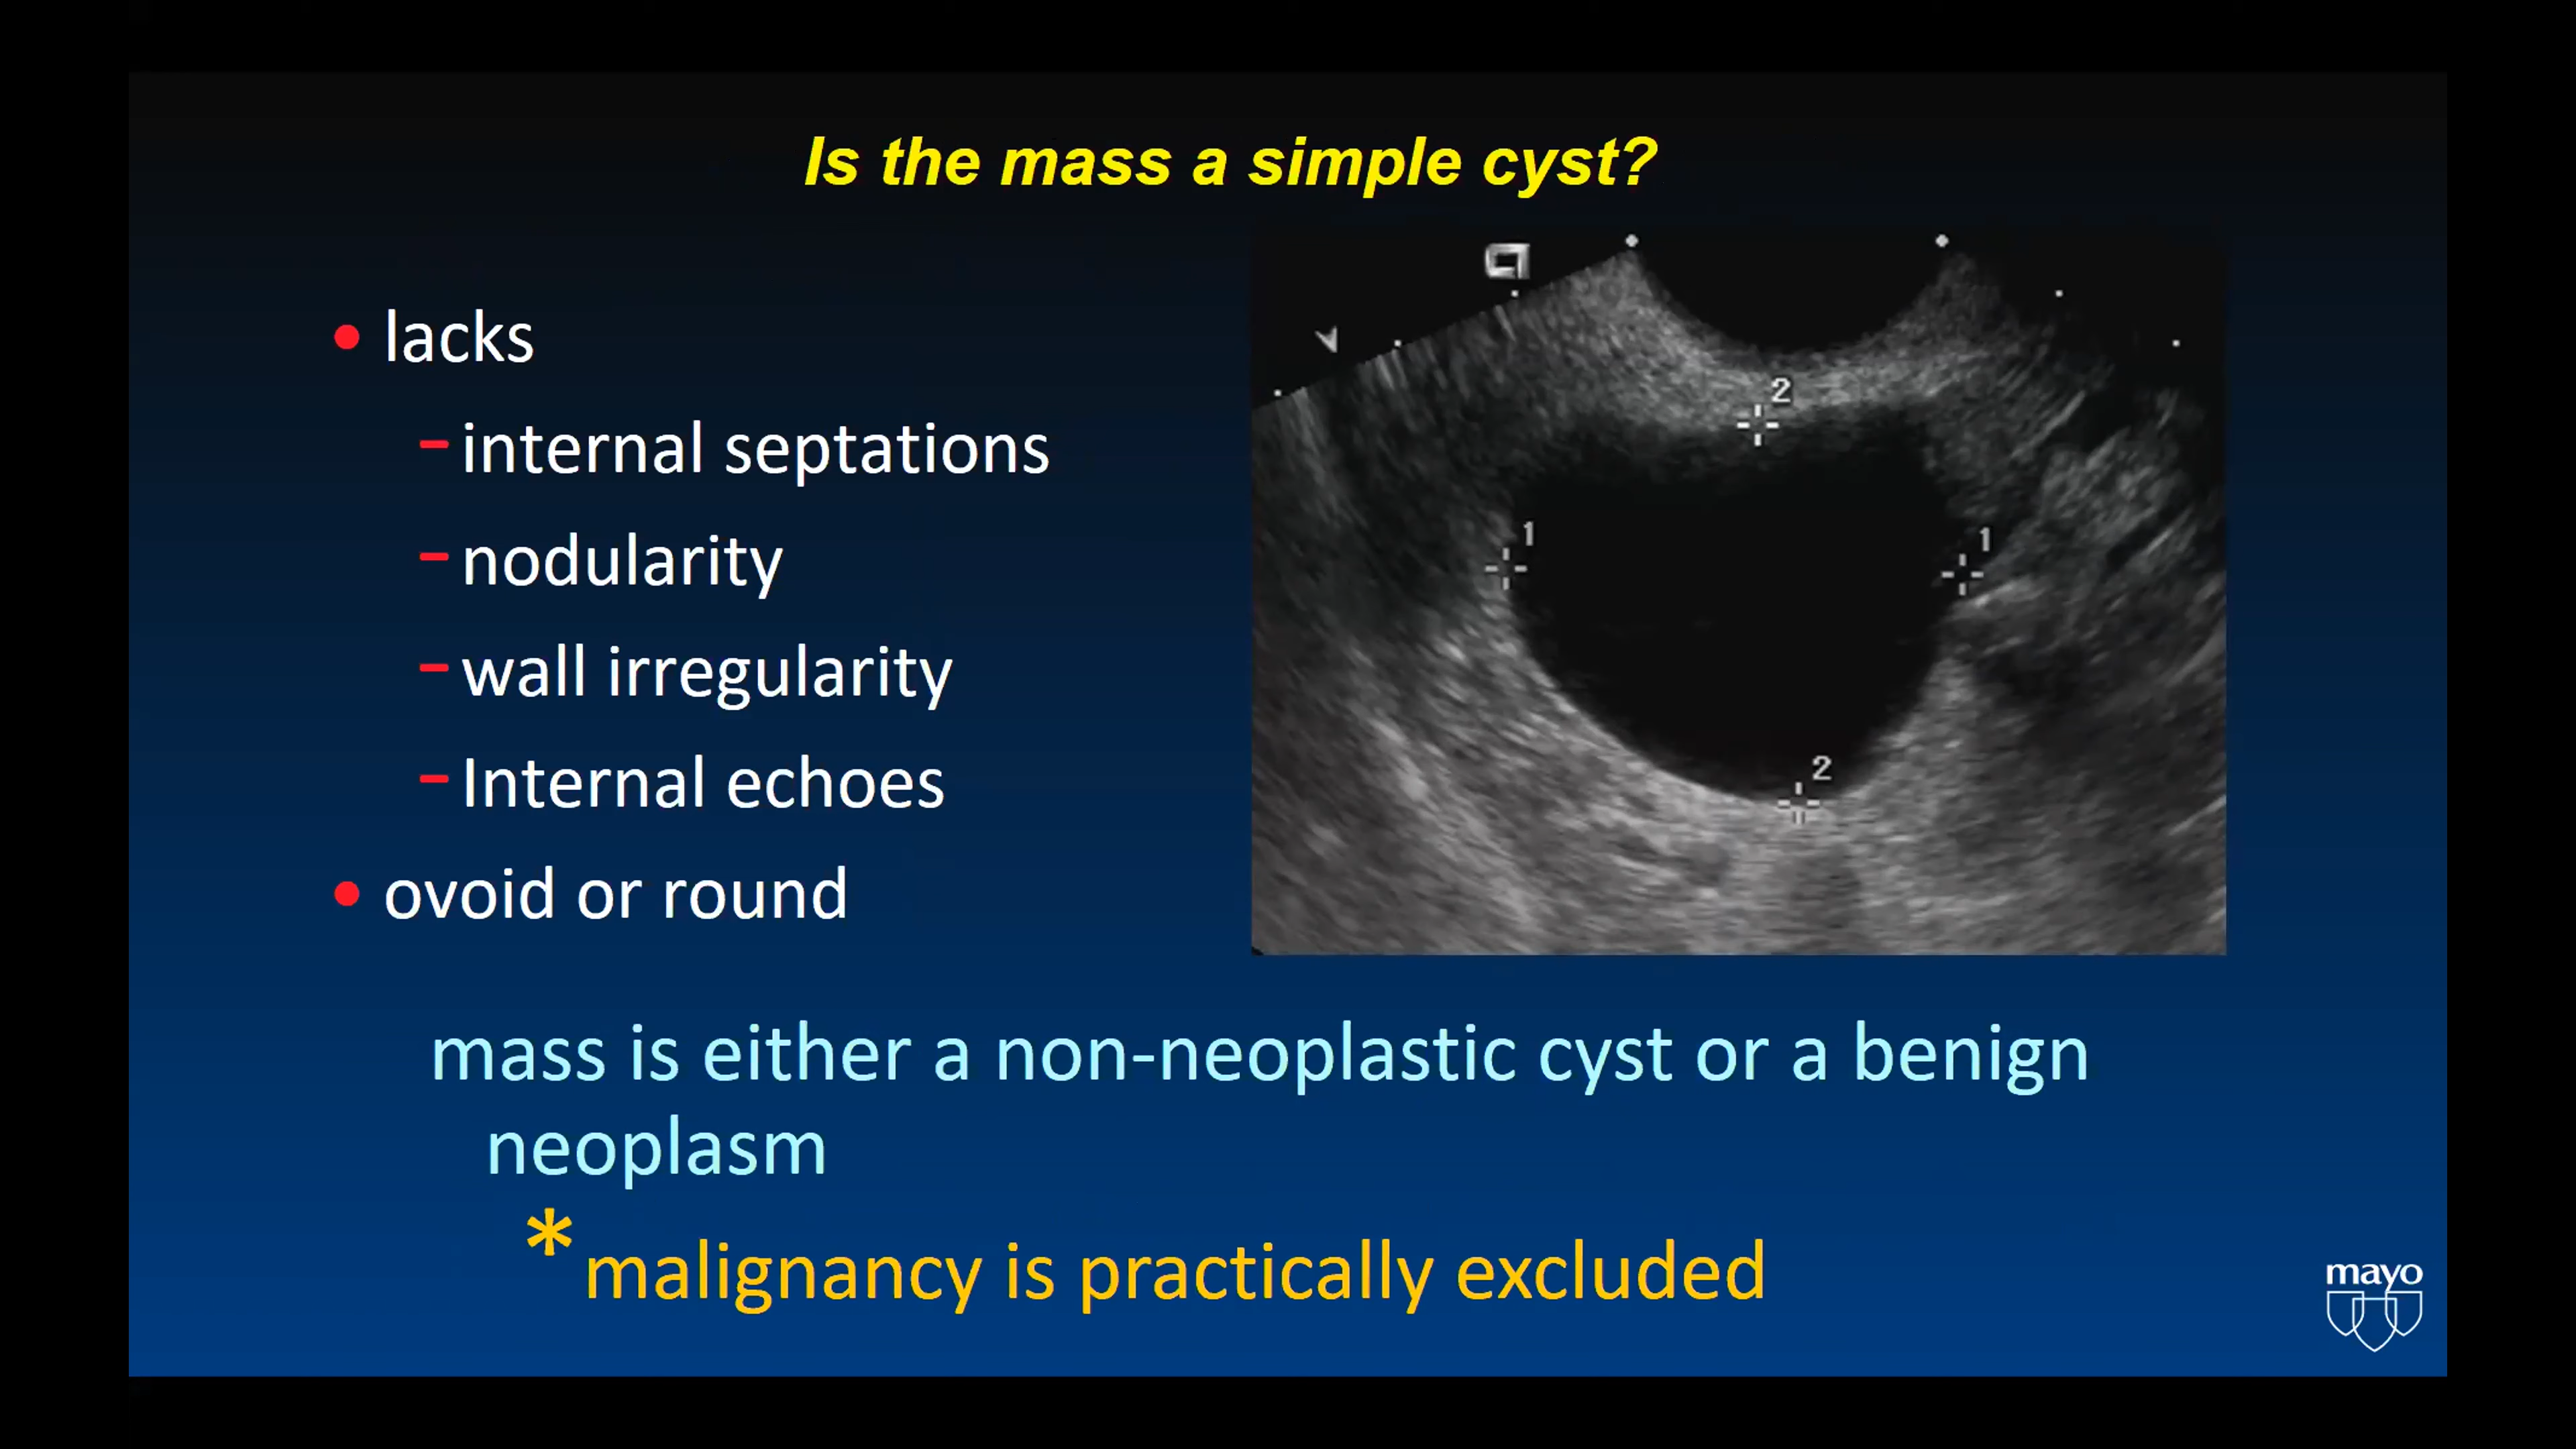 Is the mass a simple cyst?
• lacks
- internal septations
- nodularity
- wall irregularity
- Internal echoes
• ovoid or round
2
1
1
2
mass is either a non-neoplastic cyst or a benign
neoplasm
* malignancy is practically excluded
mayo